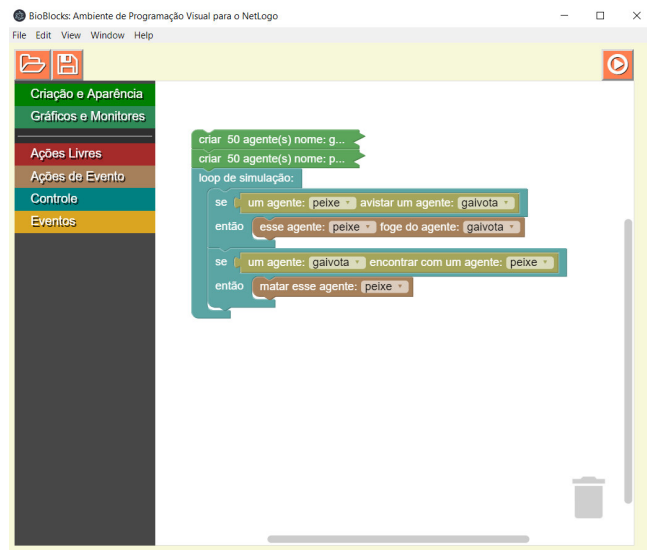 BioBlocks: Ambiente de Programação Visual para o NetLogo
File Edit View Window Help
Criação e Aparência
Gráficos e Monitores
Ações Livres
Ações de Evento
Controle
Eventos
criar 50 agente(s) nome: g...
criar 50 agente(s) nome: p...
loop de simulação:
se um agente: peixe avistar um agente: gaivota
então esse agente: peixe foge do agente: gaivota
se um agente: gaivota encontrar com um agente: peixe
então matar esse agente: peixe